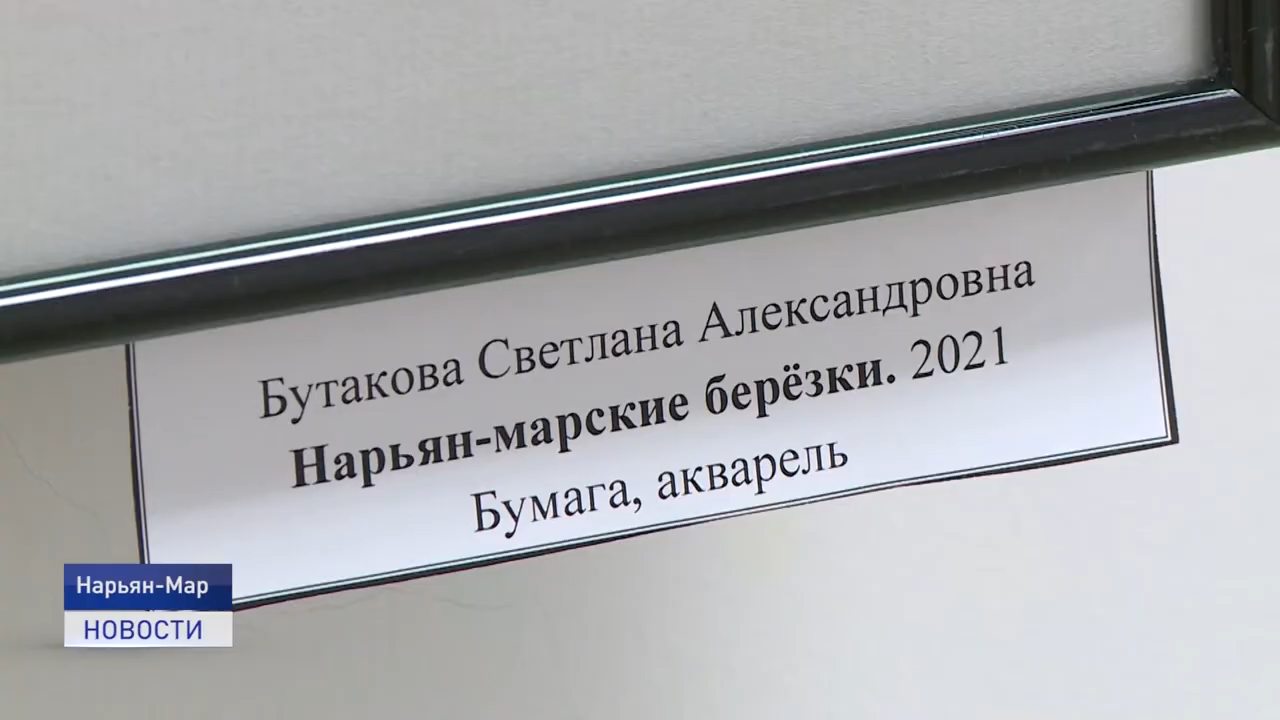 Бутакова Светлана Александровна
Нарьян-марские берёзки. 2021
Бумага, акварель
Нарьян-Мар
НОВОСТИ